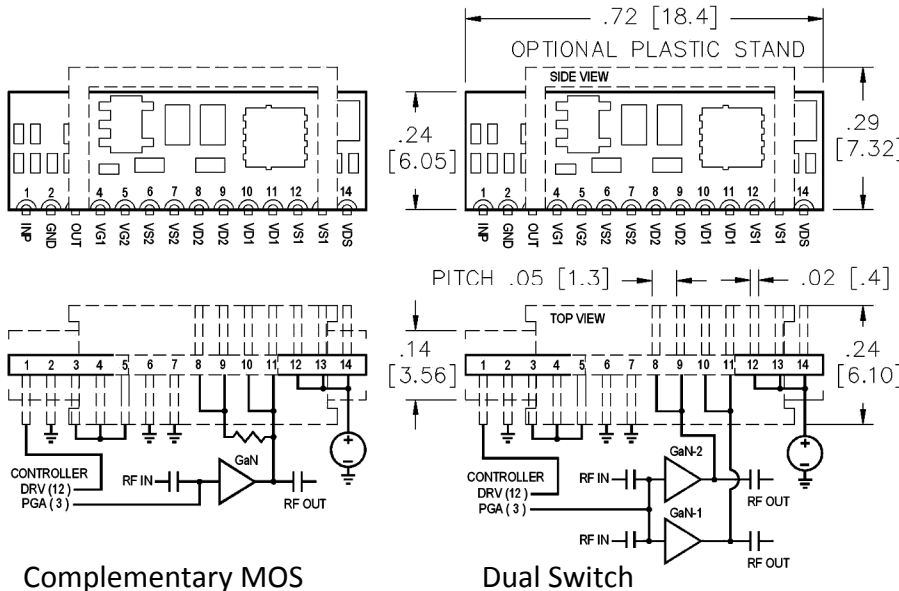 .72 [18.4]
OPTIONAL PLASTIC STAND
SIDE VIEW
.24
[6.05]
.29
[7.32]
1 2 4 5 6 7 8 9 10 11 12 14
INP GND OUT VG1 VG2 VS2 VS2 VD2 VD2 VD1 VD1 VS1 VS1 VDS
1 2 4 5 6 7 8 9 10 11 12 14
INP GND OUT VG1 VG2 VS2 VS2 VD2 VD2 VD1 VD1 VS1 VS1 VDS
PITCH .05 [1.3]
.02 [.4]
TOP VIEW
.14
[3.56]
.24
[6.10]
1 2 3 4 5 6 7 8 9 10 11 12 13 14
1 2 3 4 5 6 7 8 9 10 11 12 13 14
CONTROLLER
DRV (12)
PGA ( 3 )
RF IN
GaN
RF OUT
CONTROLLER
DRV (12)
PGA ( 3 )
RF IN
GaN-2
RF OUT
RF IN
GaN-1
RF OUT
Complementary MOS
Dual Switch